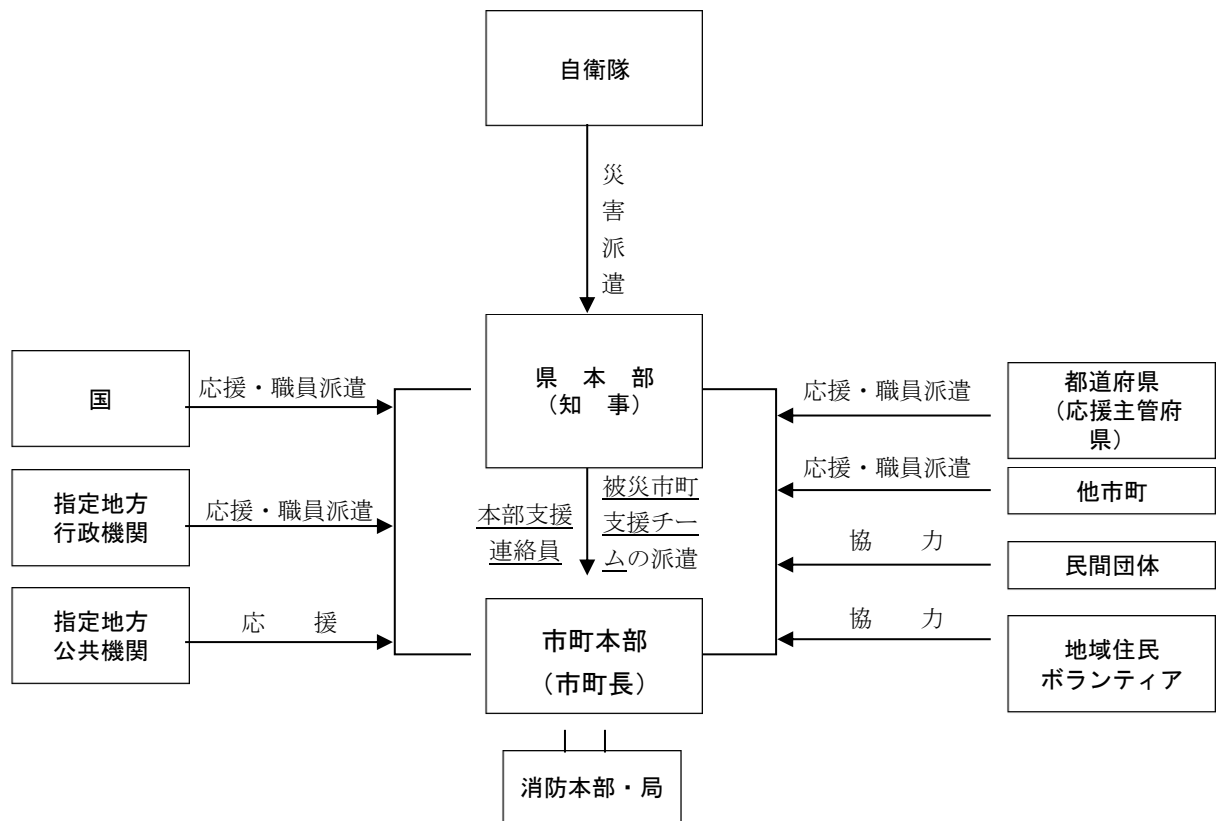 自衛隊
災
害
派
遣
県　本　部
（知　事）
国
応援・職員派遣
指定地方
行政機関
応援・職員派遣
指定地方
公共機関
応　　援
本部支援
連絡員
被災市町
支援チー
ムの派遣
都道府県
（応援主管府
県）
応援・職員派遣
他市町
応援・職員派遣
民間団体
協　　力
地域住民
ボランティア
協　　力
市町本部
（市町長）
消防本部・局